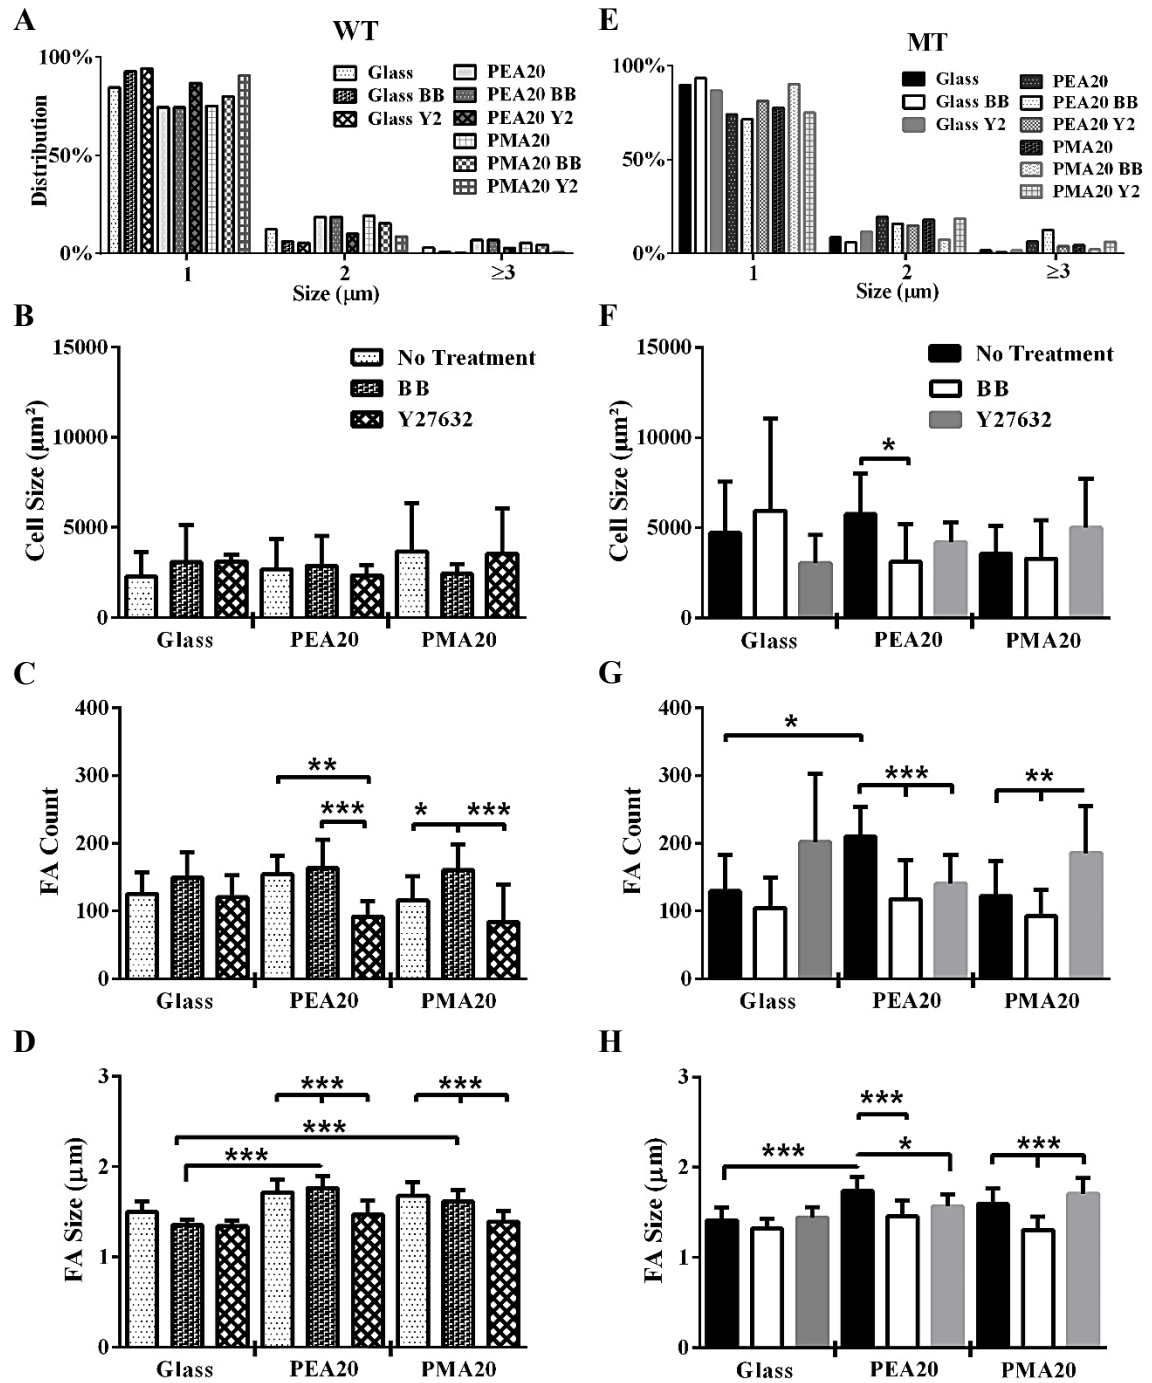 A
WT
100%
50%
0%
Distribution
Glass
Glass BB
Glass Y2
PEA20
PEA20 BB
PEA20 Y2
PMA20
PMA20 BB
PMA20 Y2
1
2
≥3
Size (μm)
E
MT
100%
50%
0%
Glass
Glass BB
Glass Y2
PEA20
PEA20 BB
PEA20 Y2
PMA20
PMA20 BB
PMA20 Y2
1
2
≥3
Size (μm)
B
15000
10000
5000
0
Cell Size (μm²)
No Treatment
BB
Y27632
Glass
PEA20
PMA20
F
15000
10000
5000
0
Cell Size (μm²)
No Treatment
BB
Y27632
*
Glass
PEA20
PMA20
C
400
300
200
100
0
FA Count
**
***
*
***
Glass
PEA20
PMA20
G
400
300
200
100
0
FA Count
*
***
**
Glass
PEA20
PMA20
D
3
2
1
0
FA Size (μm)
***
***
***
***
Glass
PEA20
PMA20
H
3
2
1
0
FA Size (μm)
***
***
*
***
Glass
PEA20
PMA20